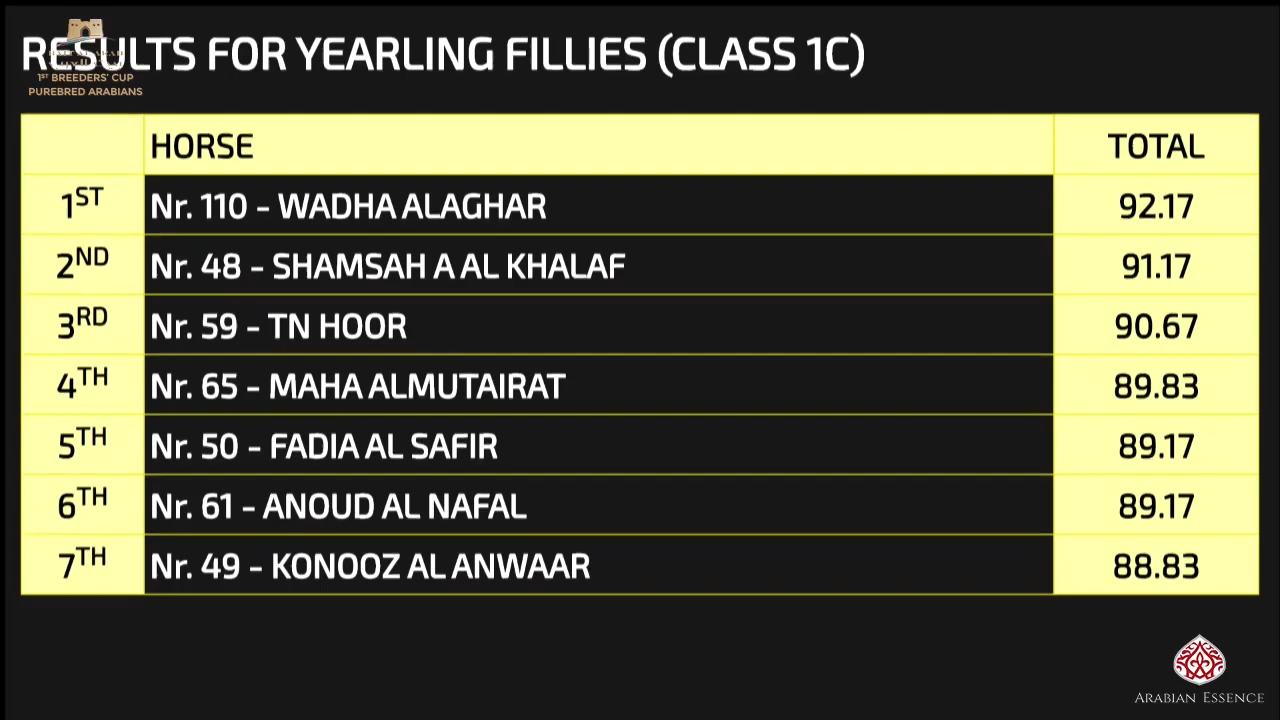 RESULTS FOR YEARLING FILLIES (CLASS 1C)
1ST BREEDERS' CUP
PUREBRED ARABIANS
HORSE TOTAL
1ST Nr. 110 - WADHA ALAGHAR 92.17
2ND Nr. 48 - SHAMSAH A AL KHALAF 91.17
3RD Nr. 59 - TN HOOR 90.67
4TH Nr. 65 - MAHA ALMUTAIRAT 89.83
5TH Nr. 50 - FADIA AL SAFIR 89.17
6TH Nr. 61 - ANOUD AL NAFAL 89.17
7TH Nr. 49 - KONOOZ AL ANWAAR 88.83
ARABIAN ESSENCE